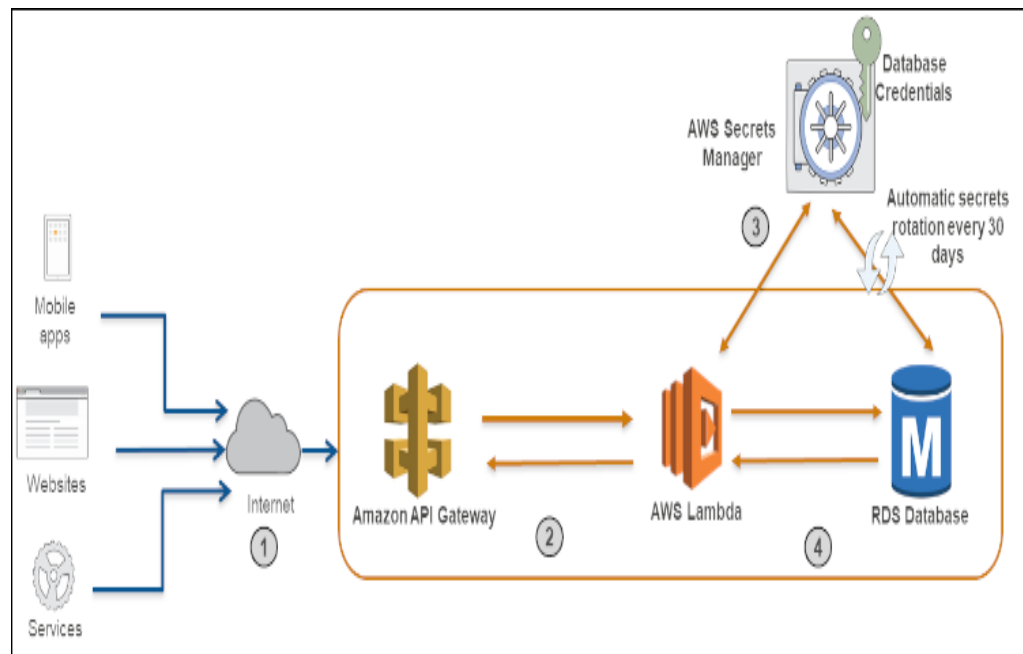 Database
Credentials
AWS Secrets
Manager
Automatic secrets
rotation every 30
days
3
Mobile
apps
Websites
Services
Internet
1
Amazon API Gateway
2
AWS Lambda
4
M
RDS Database